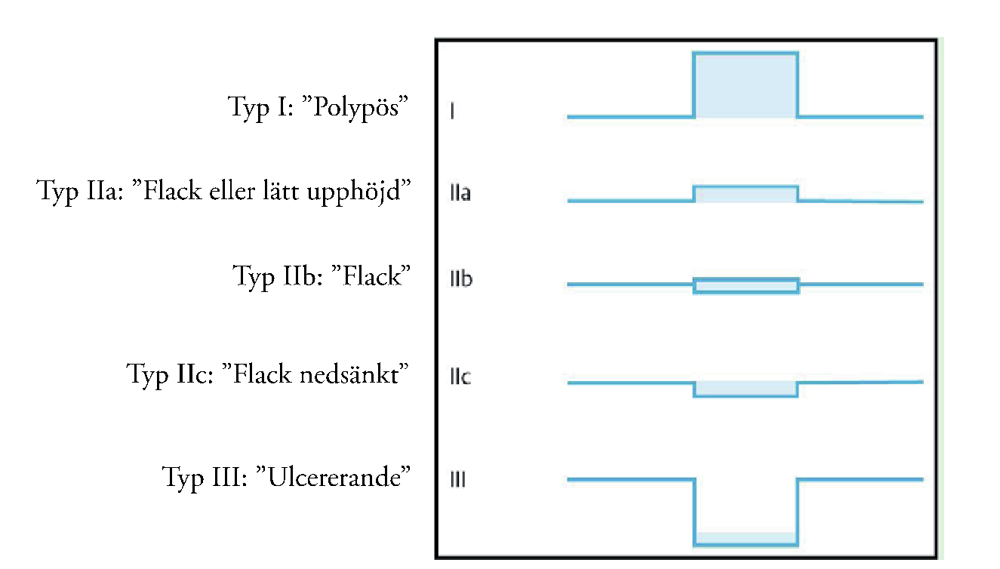 Typ I: ”Polypös”
I
Typ IIa: ”Flack eller lätt upphöjd”
IIa
Typ IIb: ”Flack”
IIb
Typ IIc: ”Flack nedsänkt”
IIc
Typ III: ”Ulcererande”
III